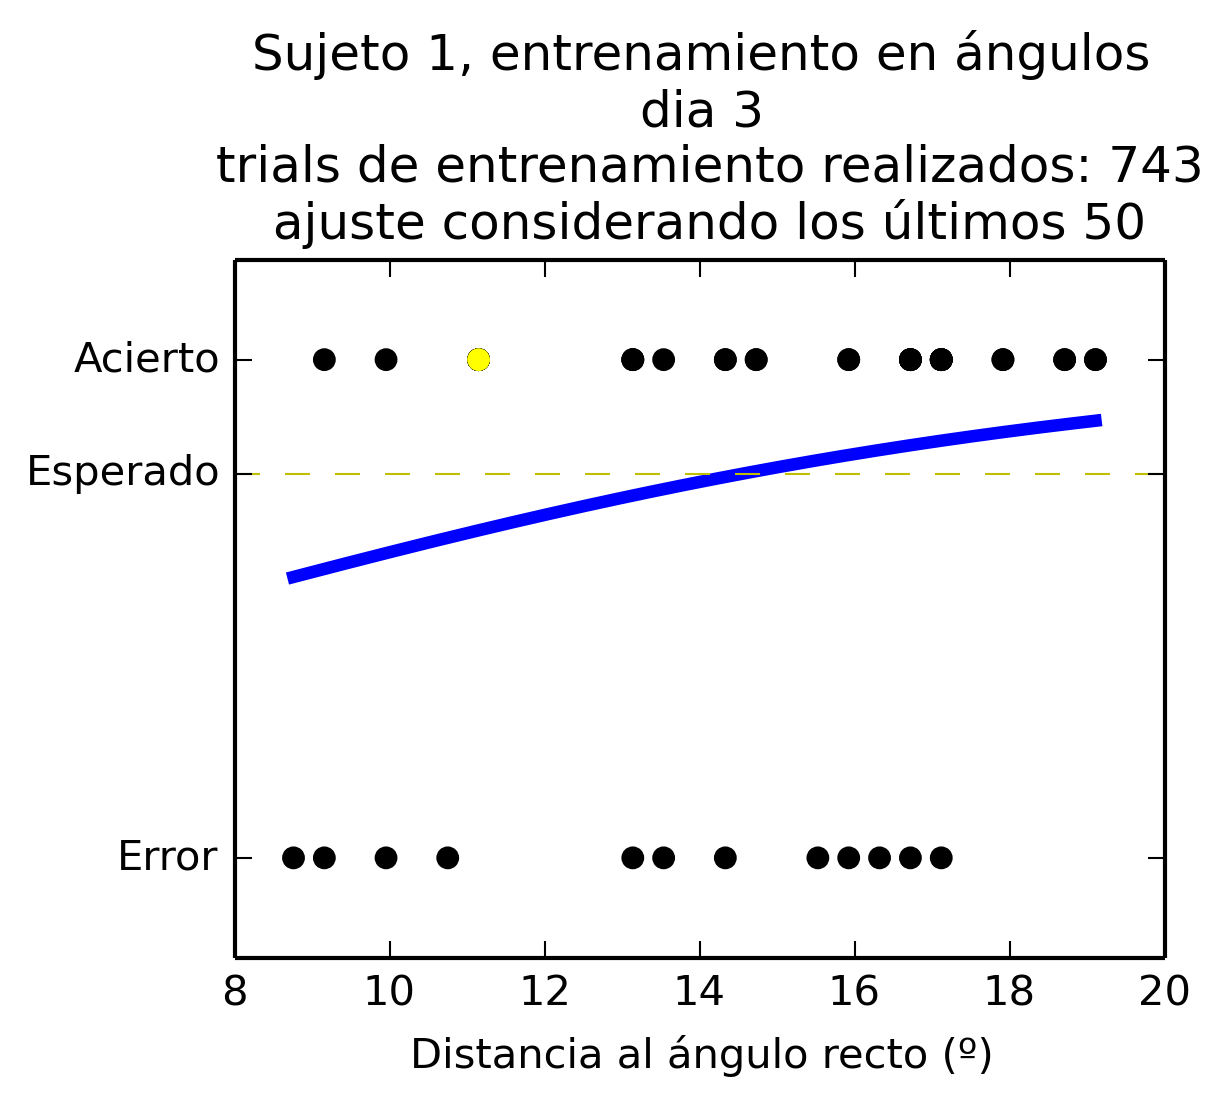 Sujeto 1, entrenamiento en ángulos
dia 3
trials de entrenamiento realizados: 743
ajuste considerando los últimos 50
Acierto
Esperado
Error
8 10 12 14 16 18 20
Distancia al ángulo recto (º)